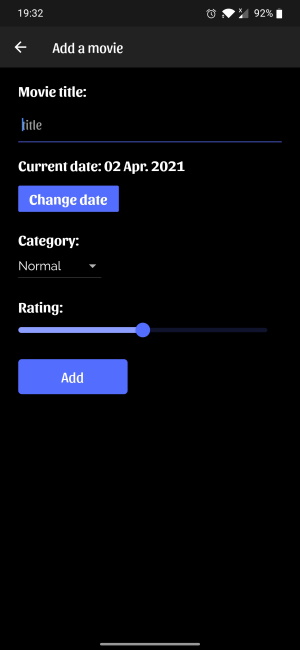 19:32
92%
Add a movie
Movie title:
title
Current date: 02 Apr. 2021
Change date
Category:
Normal
Rating:
Add